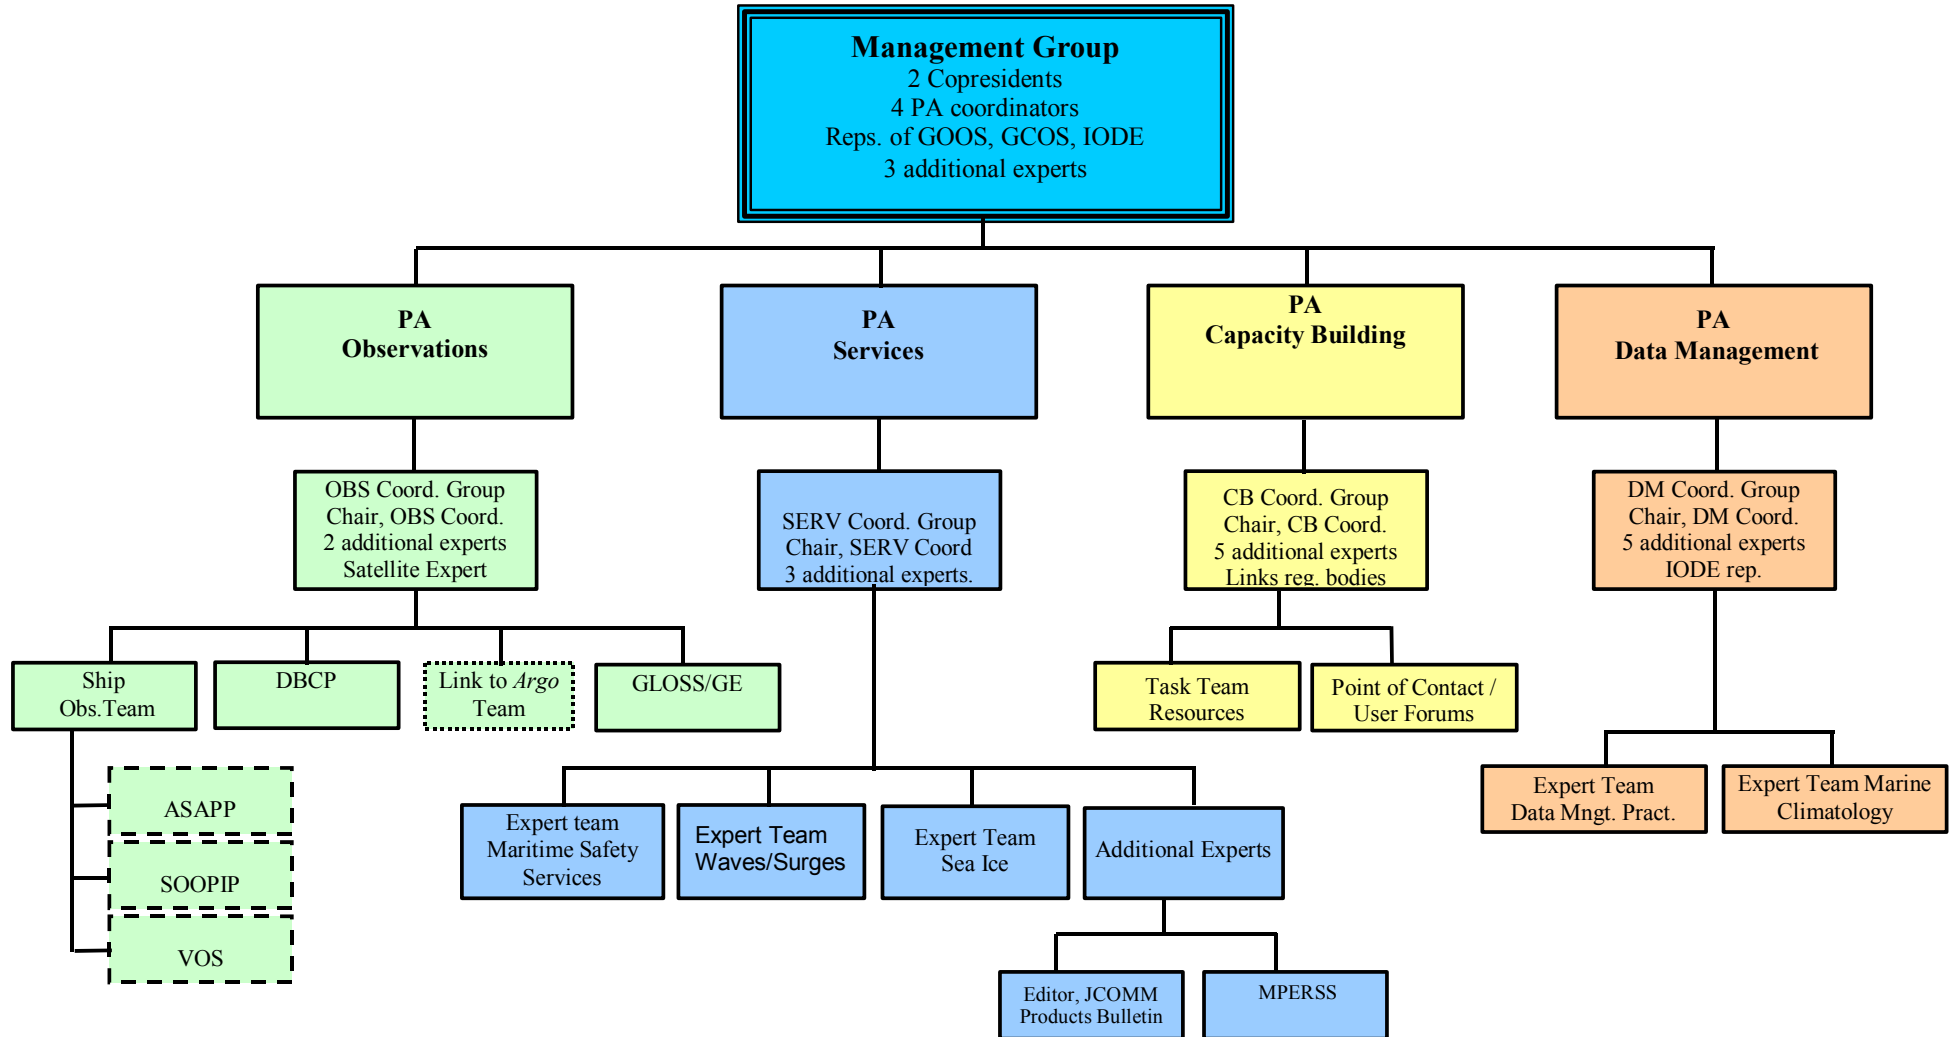 Management Group
2 Copresidents
4 PA coordinators
Reps. of GOOS, GCOS, IODE
3 additional experts
PA
Observations
PA
Services
PA
Capacity Building
PA
Data Management
OBS Coord. Group
Chair, OBS Coord.
2 additional experts
Satellite Expert
SERV Coord. Group
Chair, SERV Coord
3 additional experts.
CB Coord. Group
Chair, CB Coord.
5 additional experts
Links reg. bodies
DM Coord. Group
Chair, DM Coord.
5 additional experts
IODE rep.
Ship
Obs.Team
DBCP
Link to Argo
Team
GLOSS/GE
Task Team
Resources
Point of Contact /
User Forums
ASAPP
SOOPIP
VOS
Expert team
Maritime Safety
Services
Expert Team
Waves/Surges
Expert Team
Sea Ice
Additional Experts
Expert Team
Data Mngt. Pract.
Expert Team Marine
Climatology
Editor, JCOMM
Products Bulletin
MPERSS